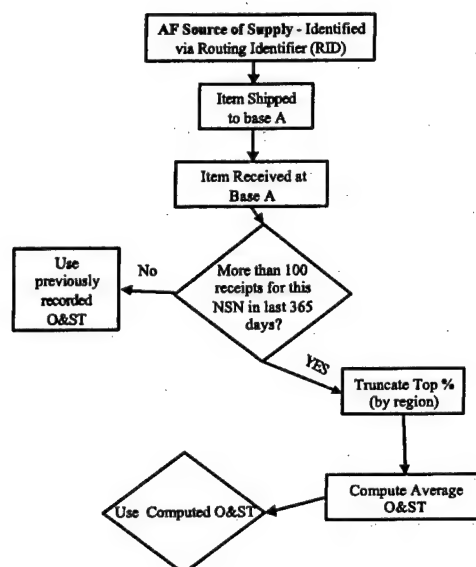 AF Source of Supply - Identified
via Routing Identifier (RID)
Item Shipped
to base A
Item Received at
Base A
More than 100
receipts for this
NSN in last 365
days?
No
Use
previously
recorded
O&ST
YES
Truncate Top %
(by region)
Compute Average
O&ST
Use Computed O&ST